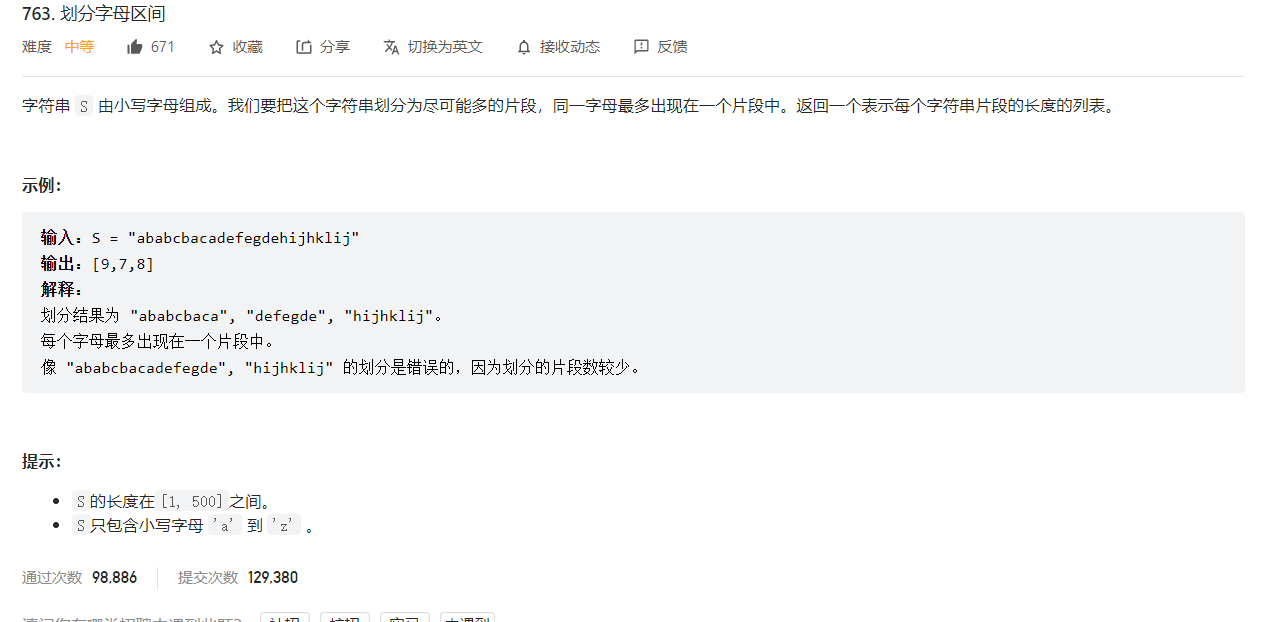 763. 划分字母区间
难度 中等 671 收藏 分享 切换为英文 接收动态 反馈
字符串 S 由小写字母组成。我们要把这个字符串划分为尽可能多的片段，同一字母最多出现在一个片段中。返回一个表示每个字符串片段的长度的列表。
示例：
输入：S = "ababcbacadefegdehijhklij"
输出：[9,7,8]
解释：
划分结果为 "ababcbaca", "defegde", "hijhklij"。
每个字母最多出现在一个片段中。
像 "ababcbacadefegde", "hijhklij" 的划分是错误的，因为划分的片段数较少。
提示：
S 的长度在 [1, 500] 之间。
S 只包含小写字母 'a' 到 'z' 。
通过次数 98,886 提交次数 129,380